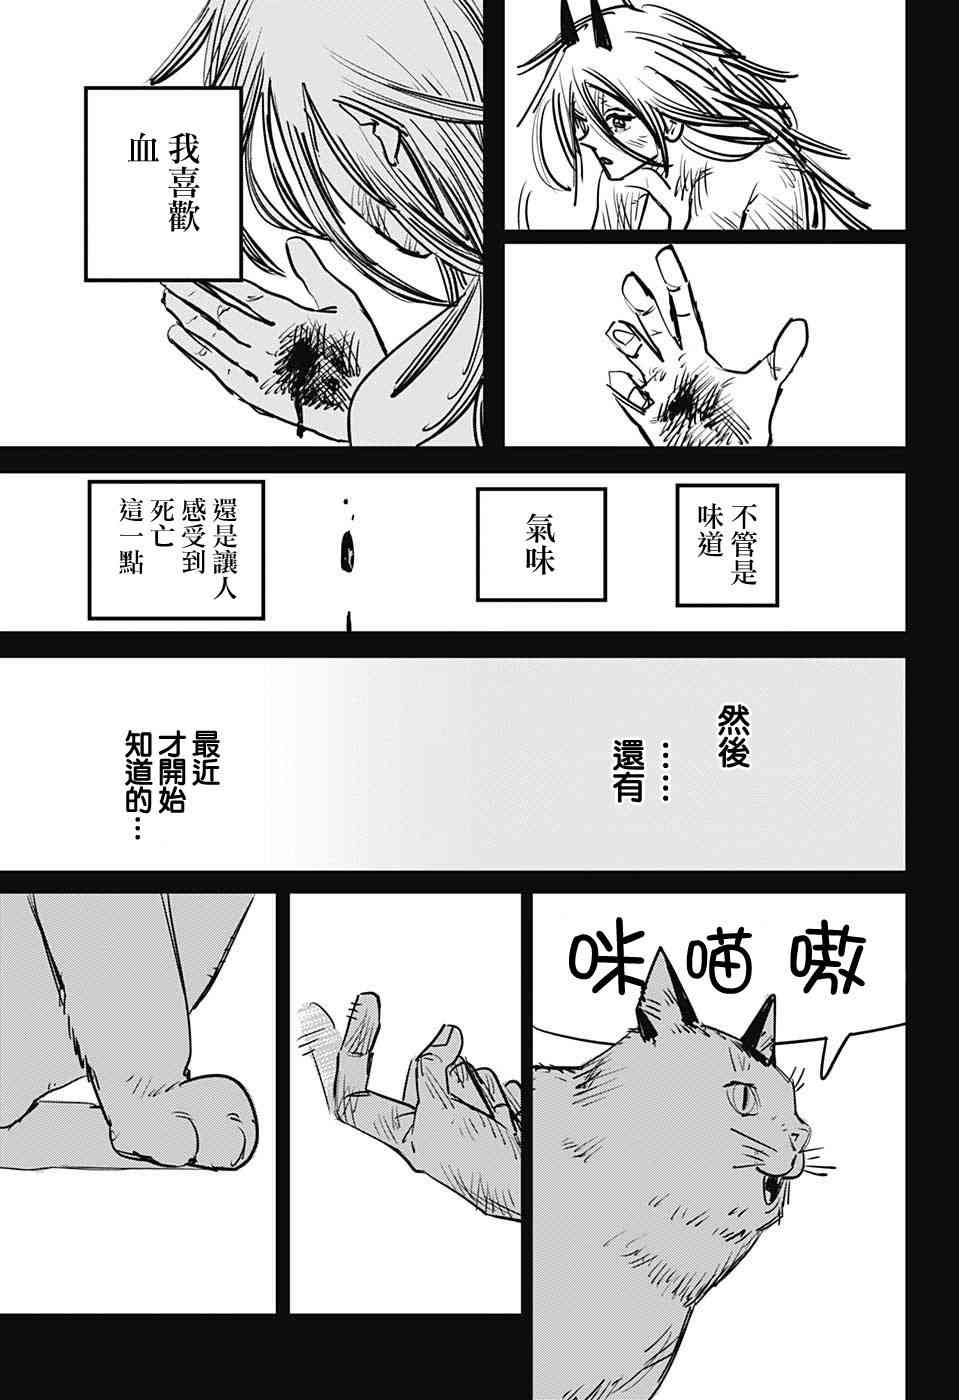 我喜歡
血
不管是
味道
氣味
還是讓人
感受到
死亡
這一點
然後
……
還有
最近
才開始
知道的…
咪喵嗷